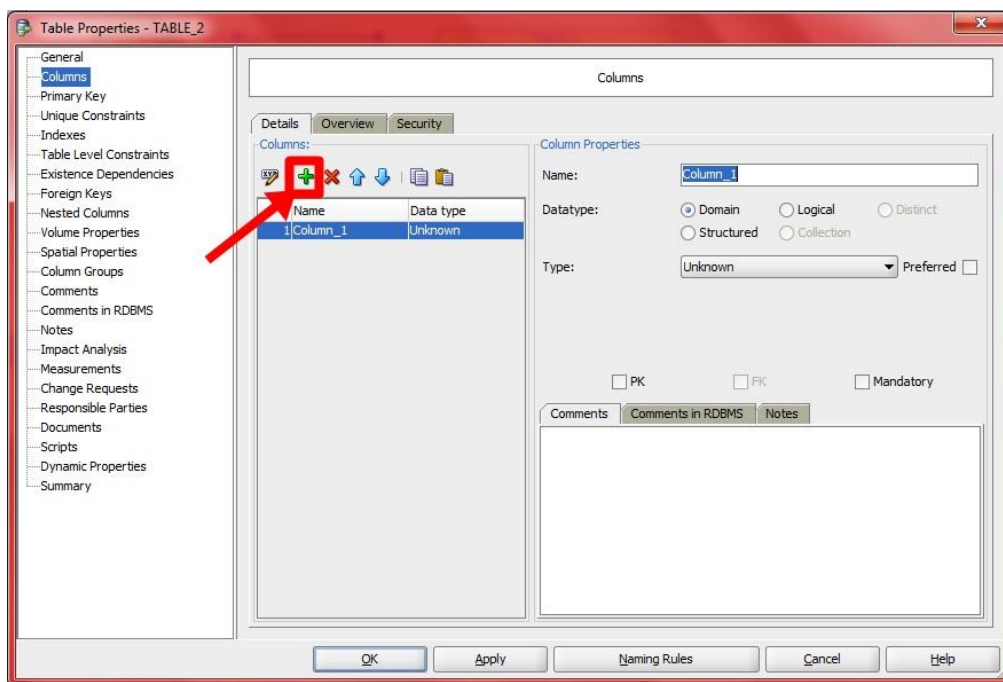 Table Properties - TABLE_2
x
General
Columns
Primary Key
Unique Constraints
Indexes
Table Level Constraints
Existence Dependencies
Foreign Keys
Nested Columns
Volume Properties
Spatial Properties
Column Groups
Comments
Comments in RDBMS
Notes
Impact Analysis
Measurements
Change Requests
Responsible Parties
Documents
Scripts
Dynamic Properties
Summary
Columns
Details Overview Security
Columns:
Name Data type
1 Column_1 Unknown
Column Properties
Name: Column_1
Datatype: Domain Logical Distinct
Structured Collection
Type: Unknown Preferred
PK FK Mandatory
Comments Comments in RDBMS Notes
OK Apply Naming Rules Cancel Help